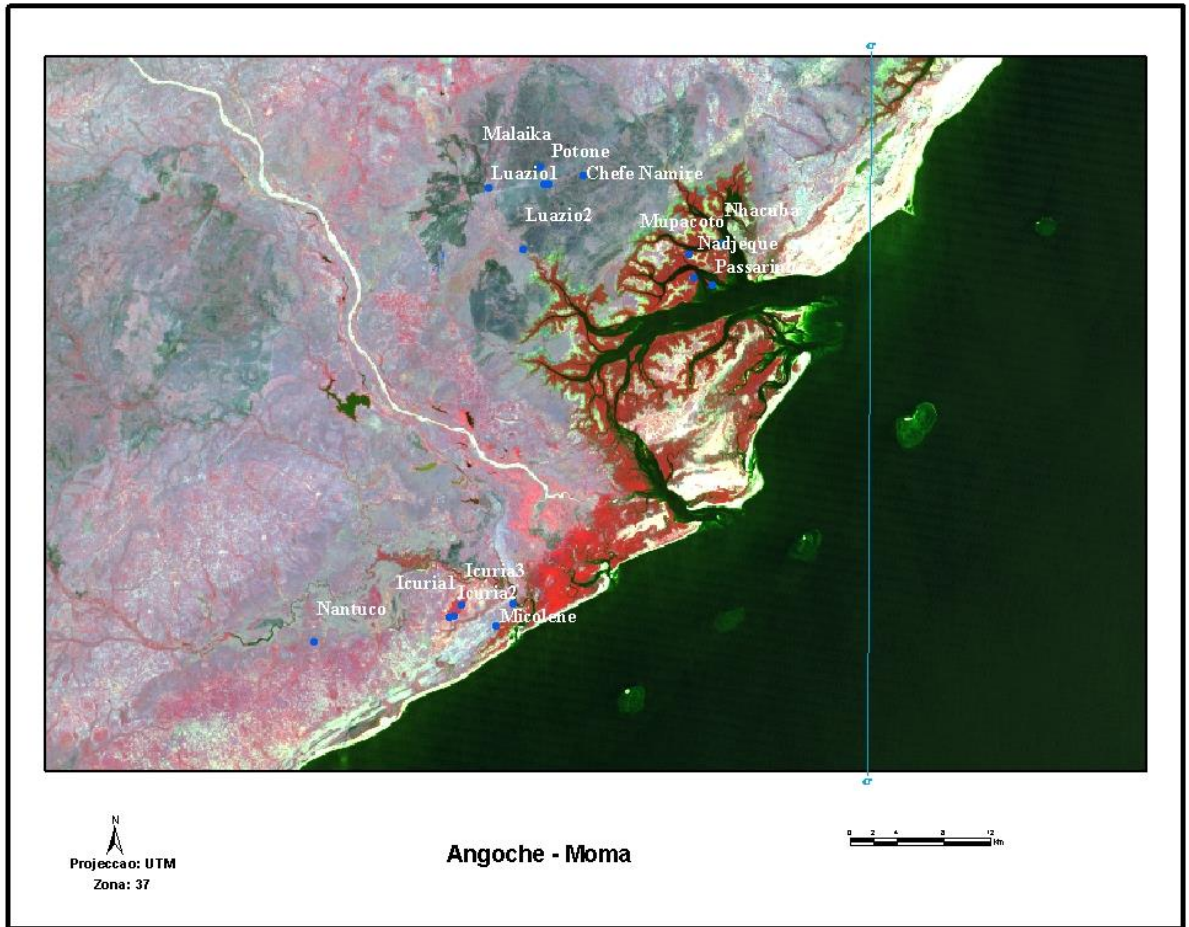 Malaika
Potone
Luazio1
Chefe Namire
Luazio2
Nhacuba
Mupacoto
Nadjeque
Icuria3
Icuria1
Icuria2
Nantuco
Micolene
N
Projeccao: UTM
Zona: 37
Angoche - Moma
0 2 4 8 12
Km